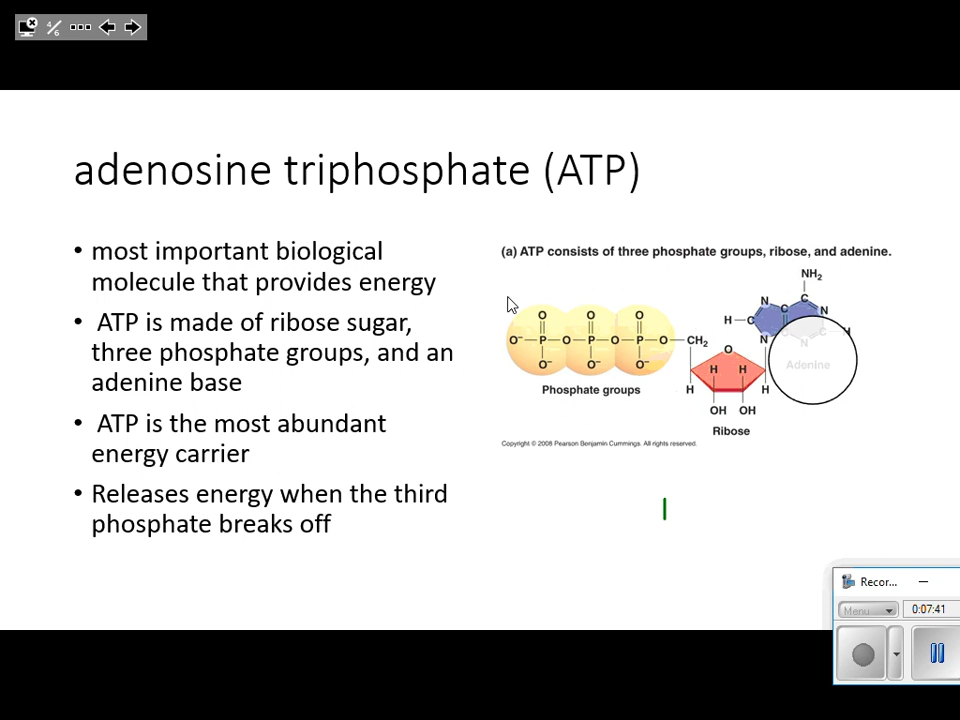 4/6
adenosine triphosphate (ATP)
• most important biological
molecule that provides energy
• ATP is made of ribose sugar,
three phosphate groups, and an
adenine base
• ATP is the most abundant
energy carrier
• Releases energy when the third
phosphate breaks off
(a) ATP consists of three phosphate groups, ribose, and adenine.
NH2
N C N
H—C C C H
N N
Adenine
O O O
O⁻—P—O—P—O—P—O—CH2
O⁻ O⁻ O⁻
O
H H H H
OH OH
Phosphate groups
Ribose
Copyright © 2008 Pearson Benjamin Cummings. All rights reserved.
Recor...
Menu
0:07:41